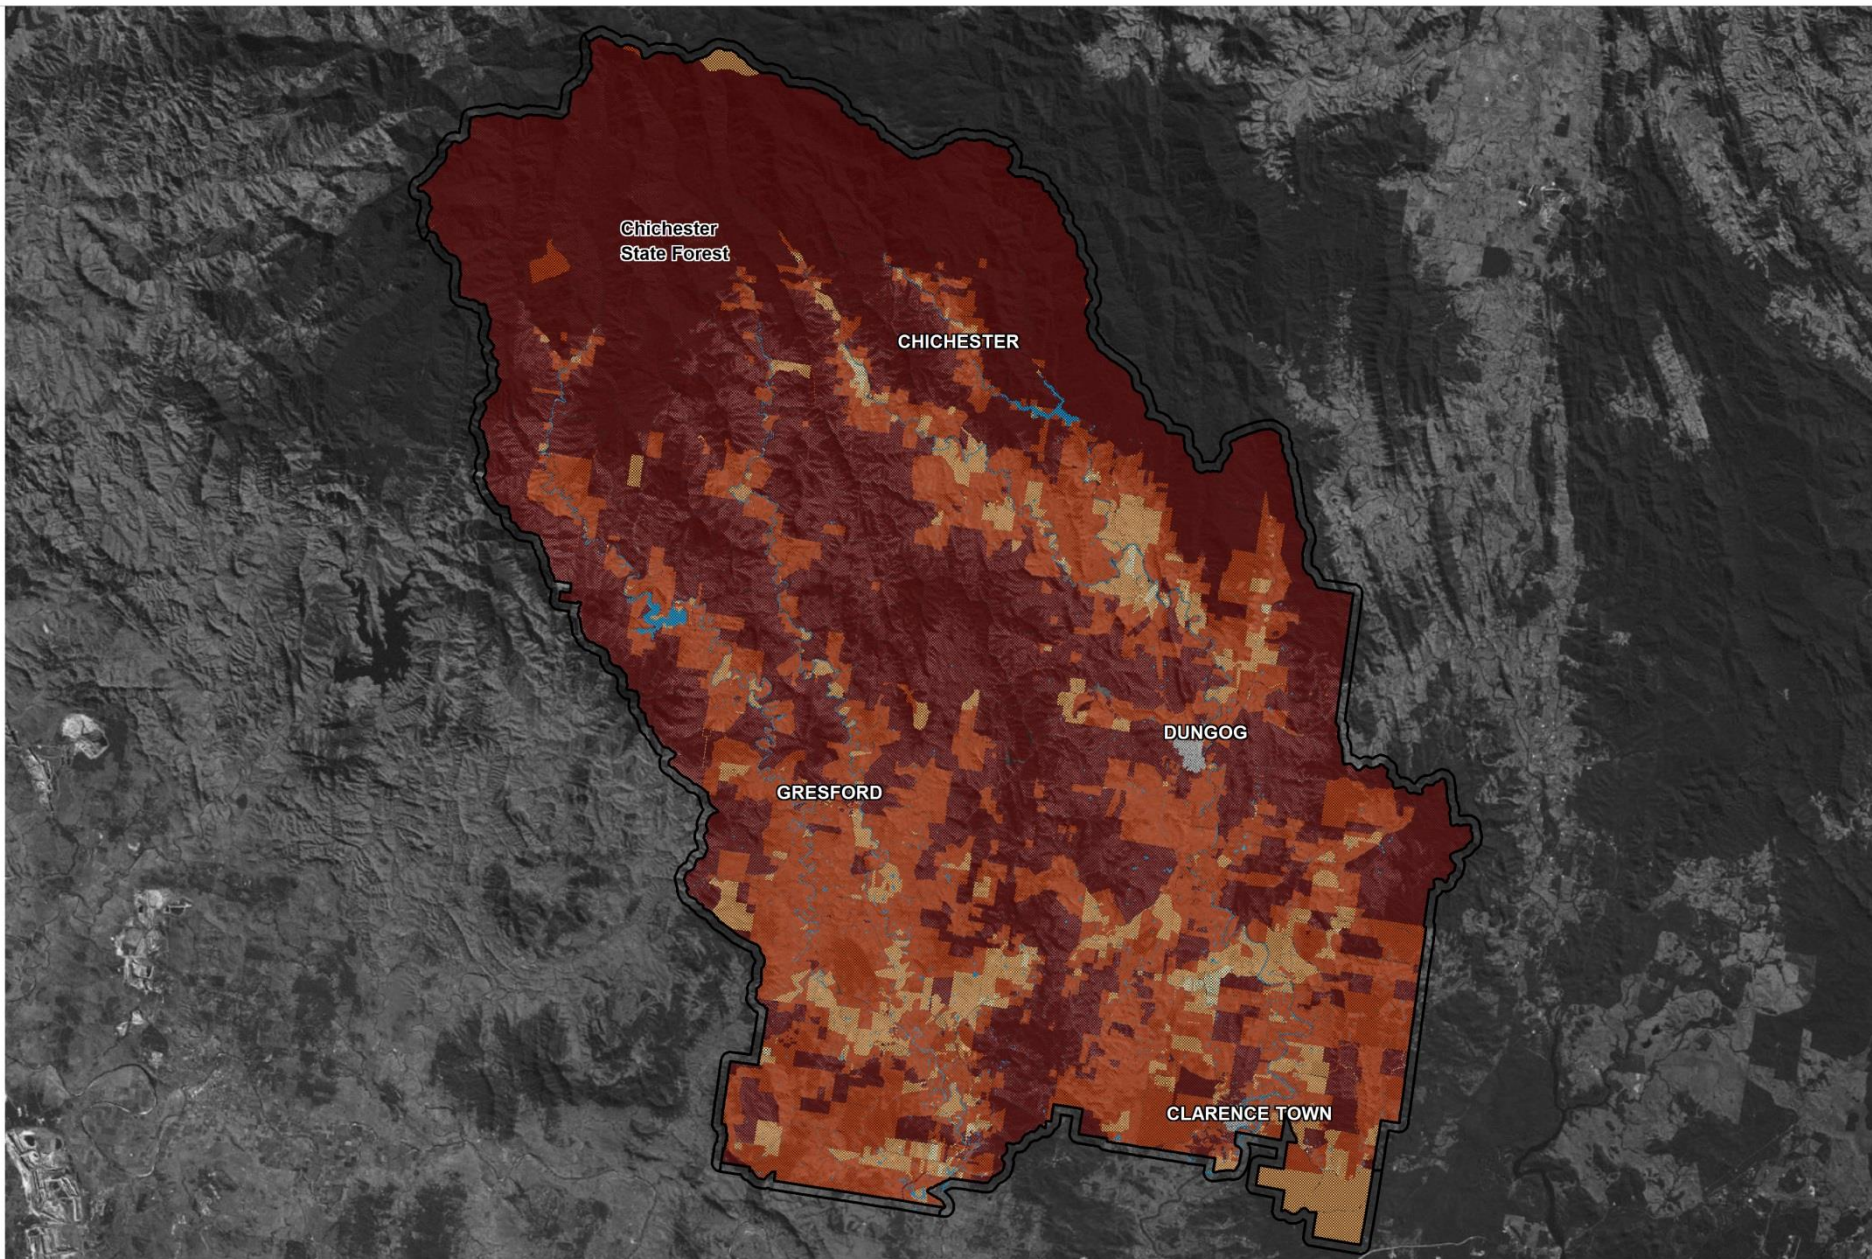 Chichester
State Forest
CHICHESTER
DUNGOG
GRESFORD
CLARENCE TOWN